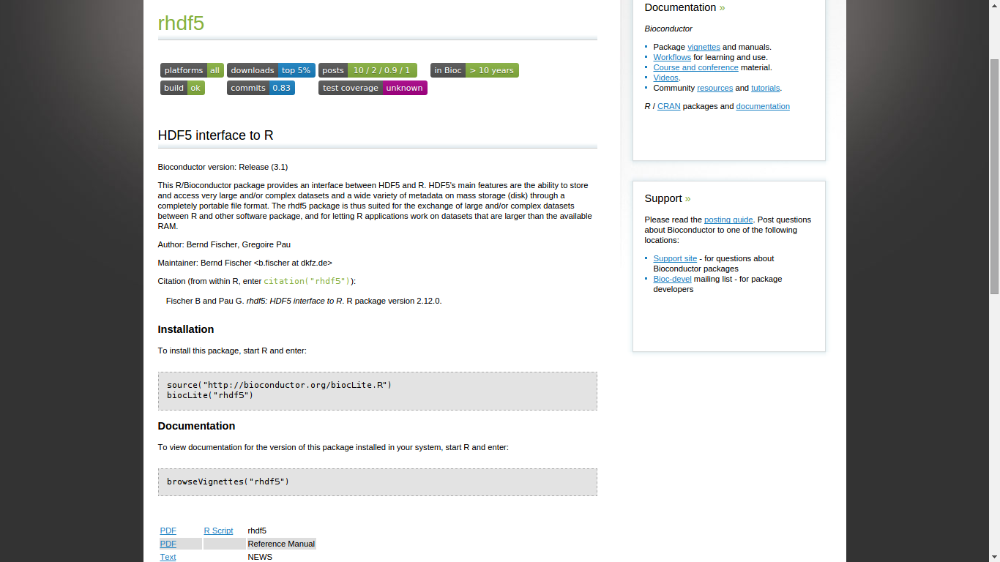 rhdf5
platforms all downloads top 5% posts 10 / 2 / 0.9 / 1 in Bioc > 10 years
build ok commits 0.83 test coverage unknown
HDF5 interface to R
Bioconductor version: Release (3.1)
This R/Bioconductor package provides an interface between HDF5 and R. HDF5's main features are the ability to store
and access very large and/or complex datasets and a wide variety of metadata on mass storage (disk) through a
completely portable file format. The rhdf5 package is thus suited for the exchange of large and/or complex datasets
between R and other software package, and for letting R applications work on datasets that are larger than the available
RAM.
Author: Bernd Fischer, Gregoire Pau
Maintainer: Bernd Fischer <b.fischer at dkfz.de>
Citation (from within R, enter citation("rhdf5")):
Fischer B and Pau G. rhdf5: HDF5 interface to R. R package version 2.12.0.
Installation
To install this package, start R and enter:
source("http://bioconductor.org/biocLite.R")
biocLite("rhdf5")
Documentation
To view documentation for the version of this package installed in your system, start R and enter:
browseVignettes("rhdf5")
PDF R Script rhdf5
PDF Reference Manual
Text NEWS
Documentation »
Bioconductor
Package vignettes and manuals.
Workflows for learning and use.
Course and conference material.
Videos.
Community resources and tutorials.
R / CRAN packages and documentation
Support »
Please read the posting guide. Post questions
about Bioconductor to one of the following
locations:
Support site - for questions about
Bioconductor packages
Bioc-devel mailing list - for package
developers